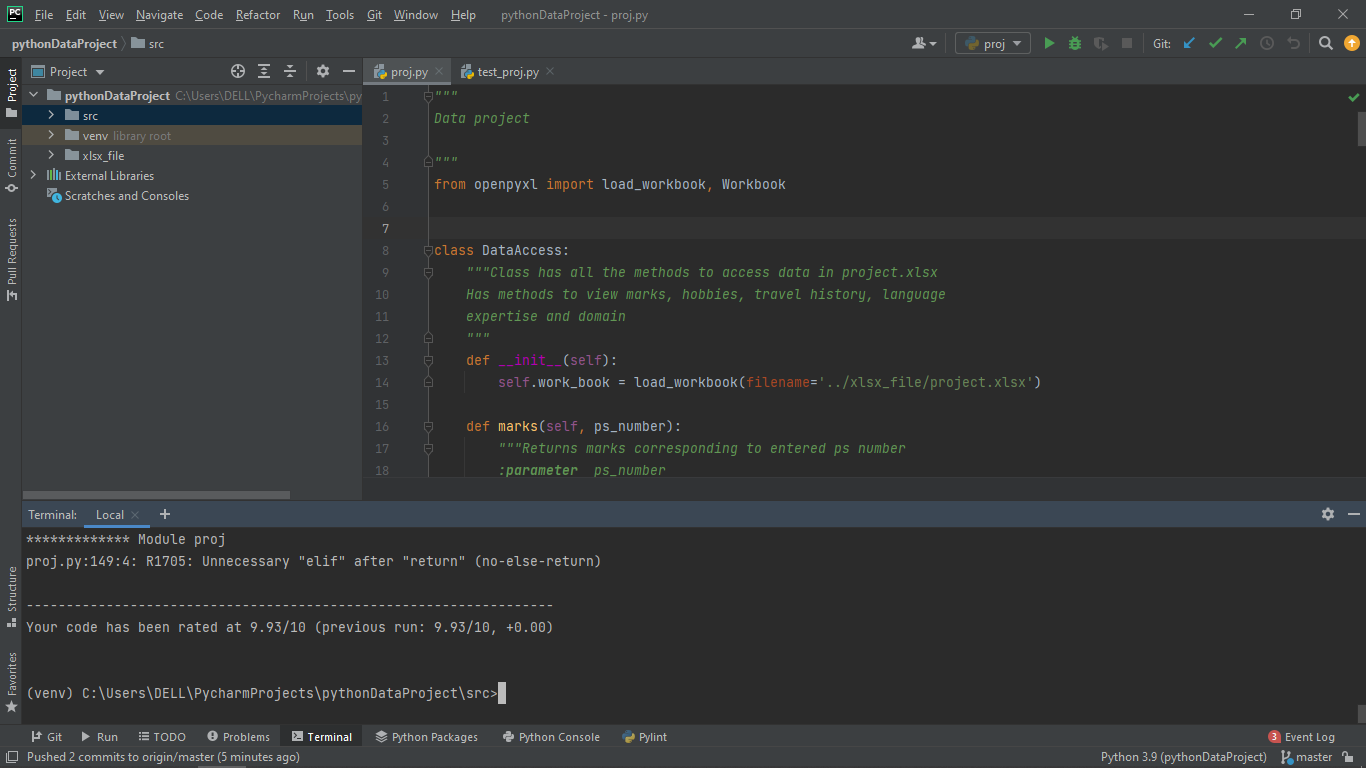 PC File Edit View Navigate Code Refactor Run Tools Git Window Help pythonDataProject - proj.py
pythonDataProject src proj Git:
Project
proj.py test_proj.py
pythonDataProject C:\Users\DELL\PycharmProjects\py
src
venv library root
xlsx_file
External Libraries
Scratches and Consoles
Project
Commit
Pull Requests
Structure
Favorites
1 """
2 Data project
3
4 """
5 from openpyxl import load_workbook, Workbook
6
7
8 class DataAccess:
9 """Class has all the methods to access data in project.xlsx
10 Has methods to view marks, hobbies, travel history, language
11 expertise and domain
12 """
13 def __init__(self):
14 self.work_book = load_workbook(filename='../xlsx_file/project.xlsx')
15
16 def marks(self, ps_number):
17 """Returns marks corresponding to entered ps number
18 :parameter ps_number
Terminal: Local
************* Module proj
proj.py:149:4: R1705: Unnecessary "elif" after "return" (no-else-return)
------------------------------------------------------------------
Your code has been rated at 9.93/10 (previous run: 9.93/10, +0.00)
(venv) C:\Users\DELL\PycharmProjects\pythonDataProject\src>
Git Run TODO Problems Terminal Python Packages Python Console Pylint 3 Event Log
Pushed 2 commits to origin/master (5 minutes ago) Python 3.9 (pythonDataProject) master